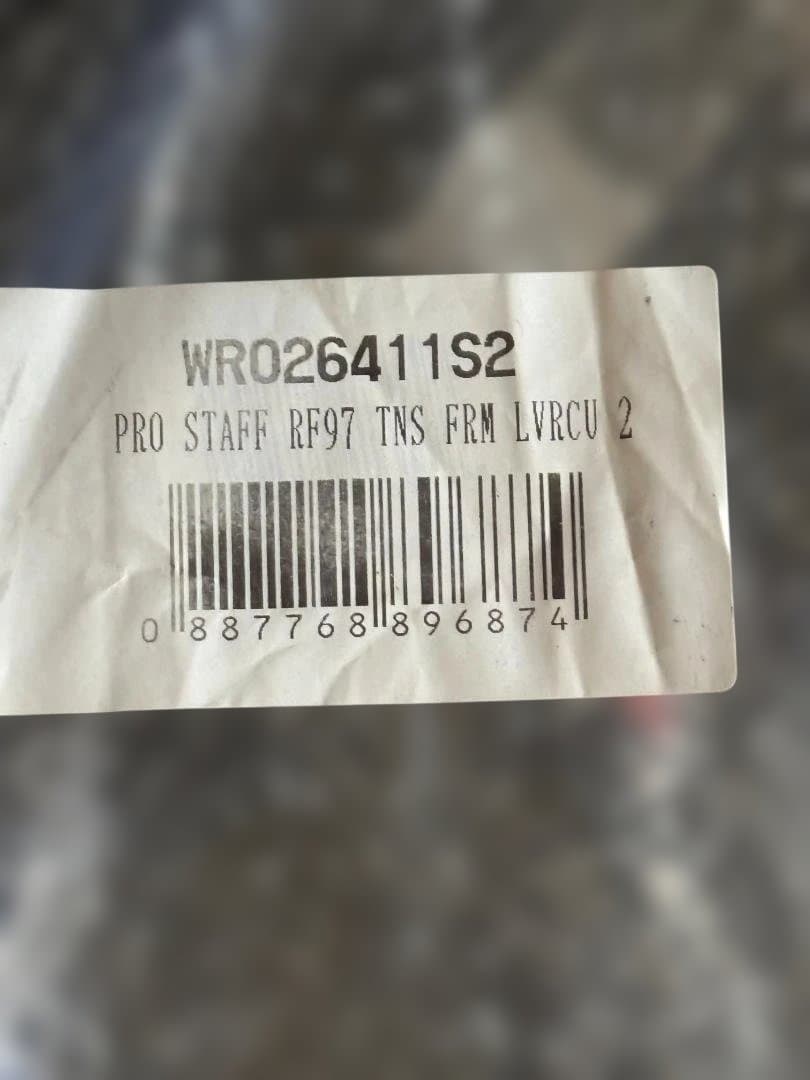 WR026411S2
PRO STAFF RF97 TNS FRM LVRCU 2
0 887768 896874